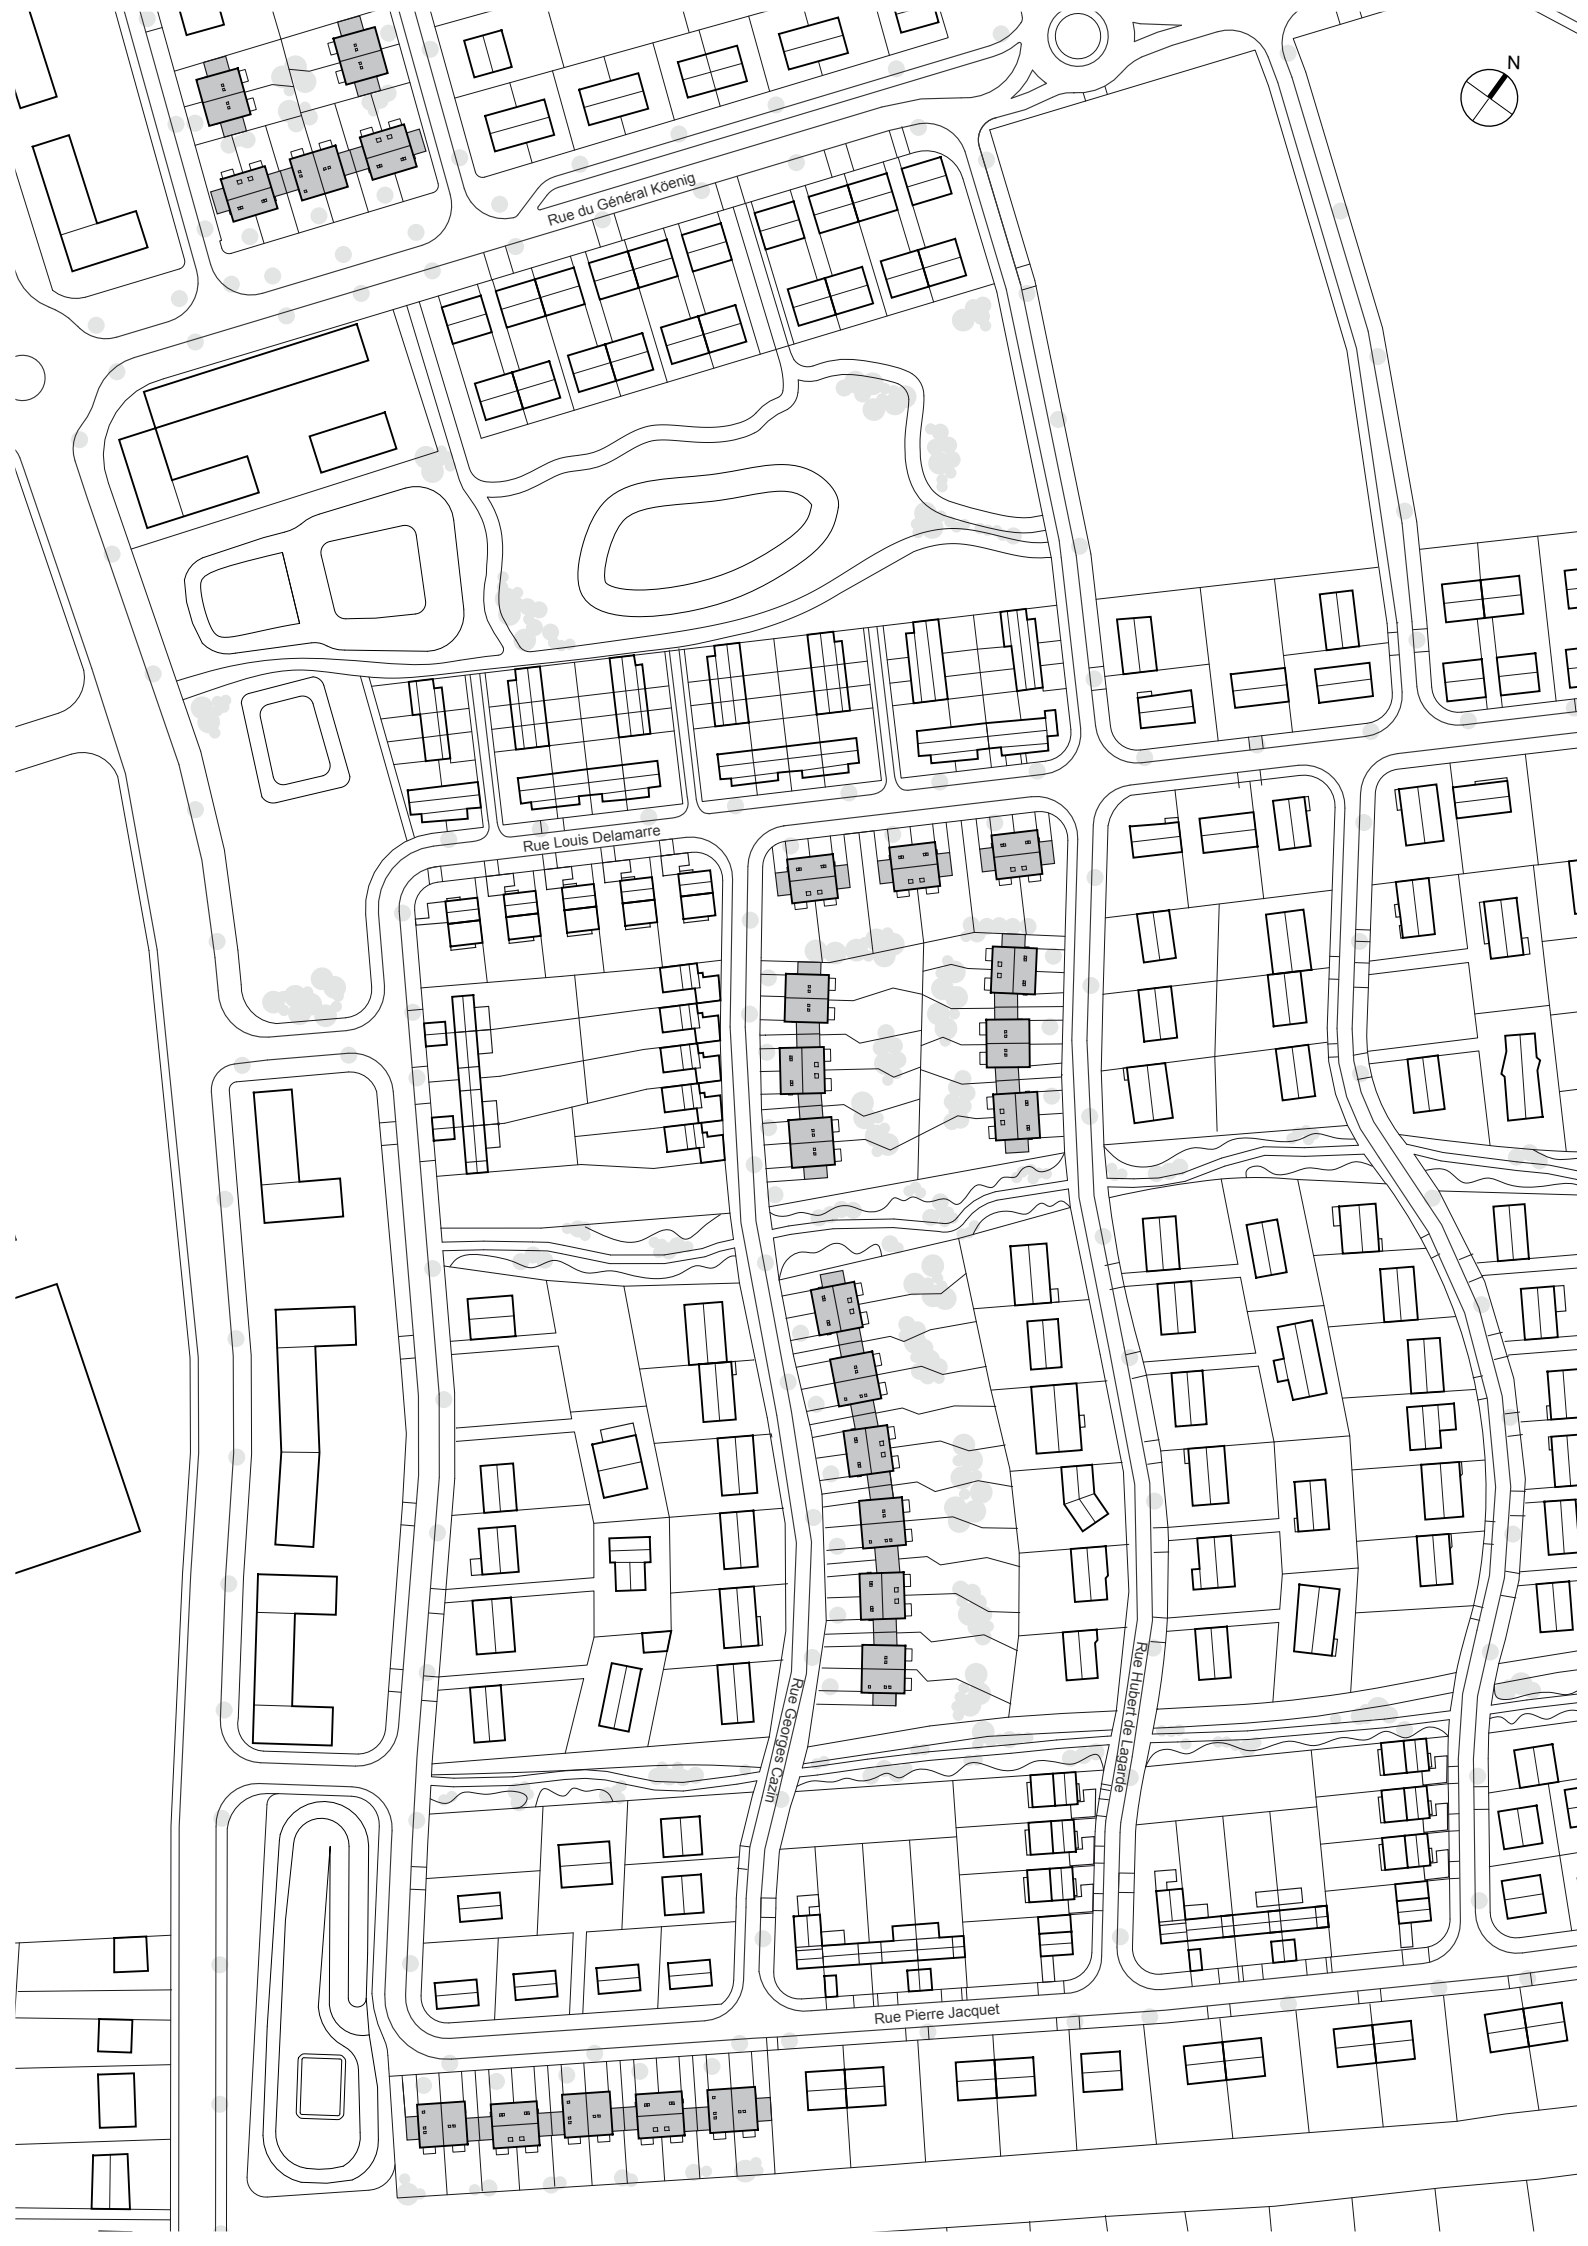 N
Rue du Général Köenig
Rue Louis Delamarre
Rue Georges Cazin
Rue Hubert de Lagarde
Rue Pierre Jacquet